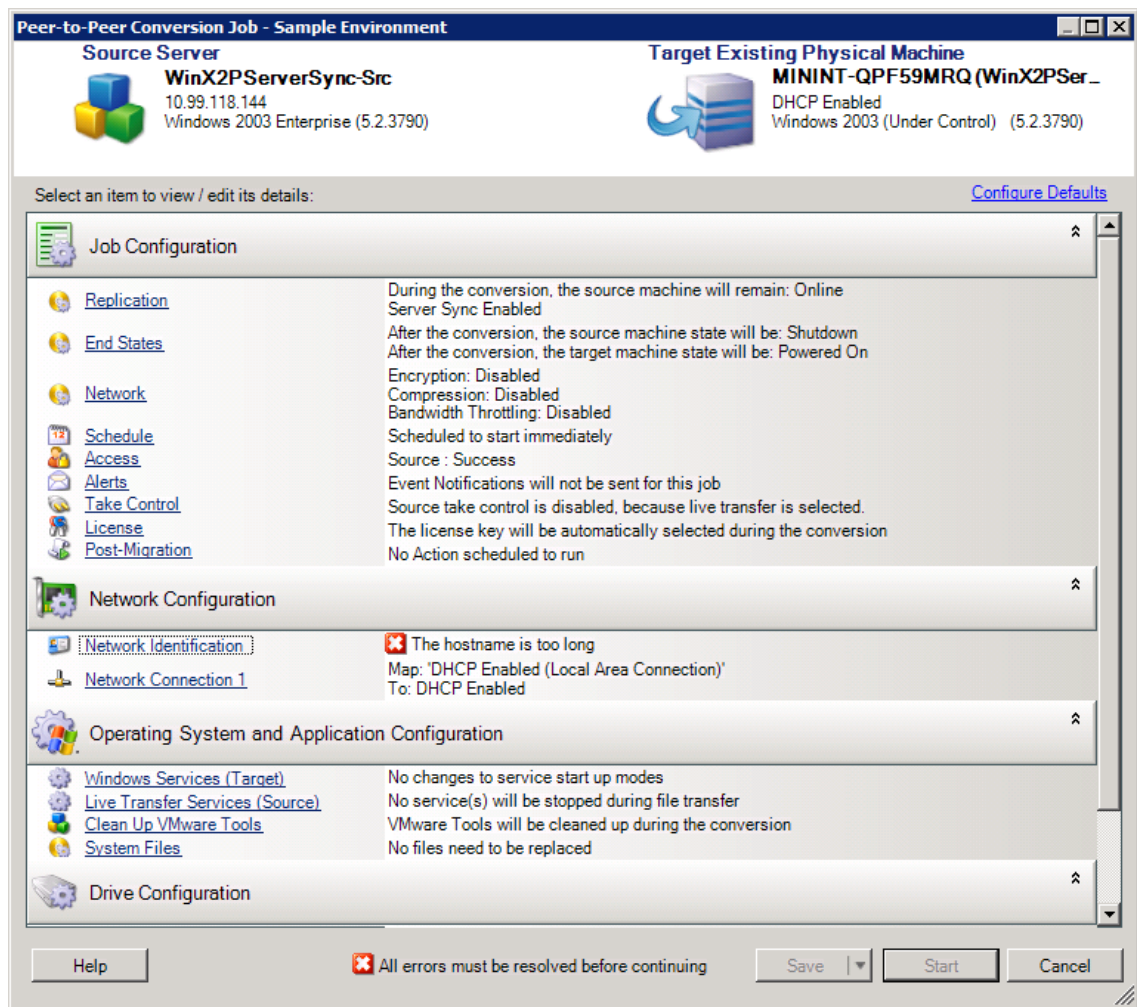 Peer-to-Peer Conversion Job - Sample Environment
Source Server
WinX2PServerSync-Src
10.99.118.144
Windows 2003 Enterprise (5.2.3790)
Target Existing Physical Machine
MININT-QPF59MRQ (WinX2PSer...
DHCP Enabled
Windows 2003 (Under Control) (5.2.3790)
Select an item to view / edit its details:
Configure Defaults
Job Configuration
Replication
During the conversion, the source machine will remain: Online
Server Sync Enabled
End States
After the conversion, the source machine state will be: Shutdown
After the conversion, the target machine state will be: Powered On
Network
Encryption: Disabled
Compression: Disabled
Bandwidth Throttling: Disabled
Schedule
Scheduled to start immediately
Access
Source : Success
Alerts
Event Notifications will not be sent for this job
Take Control
Source take control is disabled, because live transfer is selected.
License
The license key will be automatically selected during the conversion
Post-Migration
No Action scheduled to run
Network Configuration
Network Identification
The hostname is too long
Network Connection 1
Map: 'DHCP Enabled (Local Area Connection)'
To: DHCP Enabled
Operating System and Application Configuration
Windows Services (Target)
No changes to service start up modes
Live Transfer Services (Source)
No service(s) will be stopped during file transfer
Clean Up VMware Tools
VMware Tools will be cleaned up during the conversion
System Files
No files need to be replaced
Drive Configuration
Help
All errors must be resolved before continuing
Save
Start
Cancel